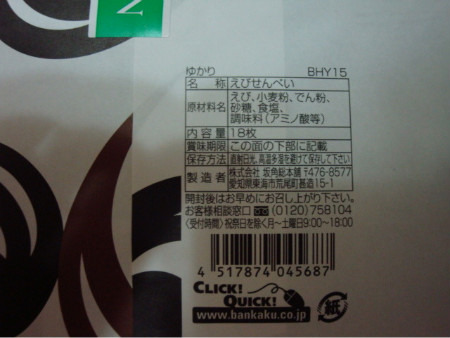 N
ゆかり BHY15
名称 えびせんべい
原材料名 えび、小麦粉、でん粉、
砂糖、食塩、
調味料(アミノ酸等)
内容量 18枚
賞味期限 この面の下部に記載
保存方法 直射日光、高温多湿を避けて保存して下さい
製造者 株式会社 坂角総本舖 〒476-8577
愛知県東海市荒尾町甚造15-1
開封後はお早めにお召し上がり下さい。
お客様相談窓口 (0120)758104
〈受付時間〉祝祭日を除く月〜土曜日9:00〜18:00
4 517874 045687
CLICK!
QUICK!
www.bankaku.co.jp
紙